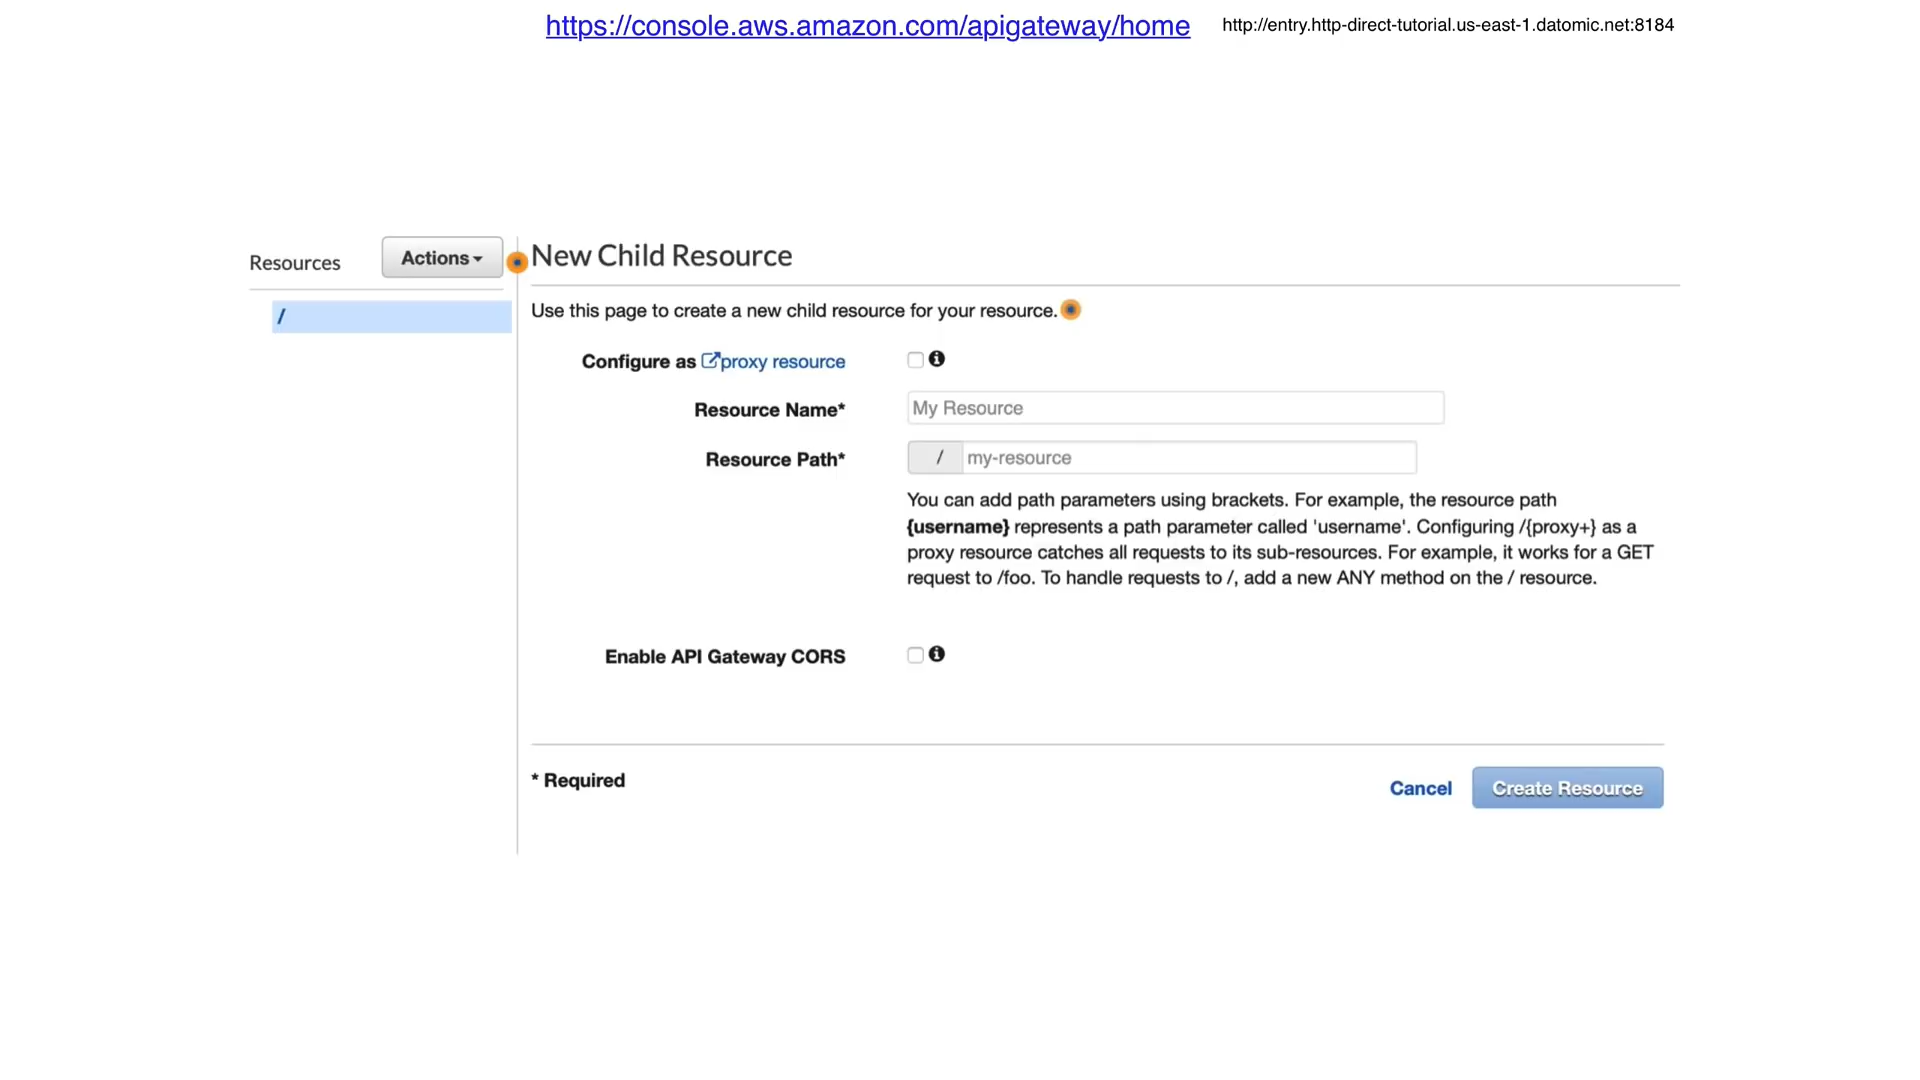 https://console.aws.amazon.com/apigateway/home http://entry.http-direct-tutorial.us-east-1.datomic.net:8184
Resources Actions New Child Resource
/
Use this page to create a new child resource for your resource.
Configure as proxy resource
Resource Name* My Resource
Resource Path* / my-resource
You can add path parameters using brackets. For example, the resource path
{username} represents a path parameter called 'username'. Configuring /{proxy+} as a
proxy resource catches all requests to its sub-resources. For example, it works for a GET
request to /foo. To handle requests to /, add a new ANY method on the / resource.
Enable API Gateway CORS
* Required
Cancel Create Resource